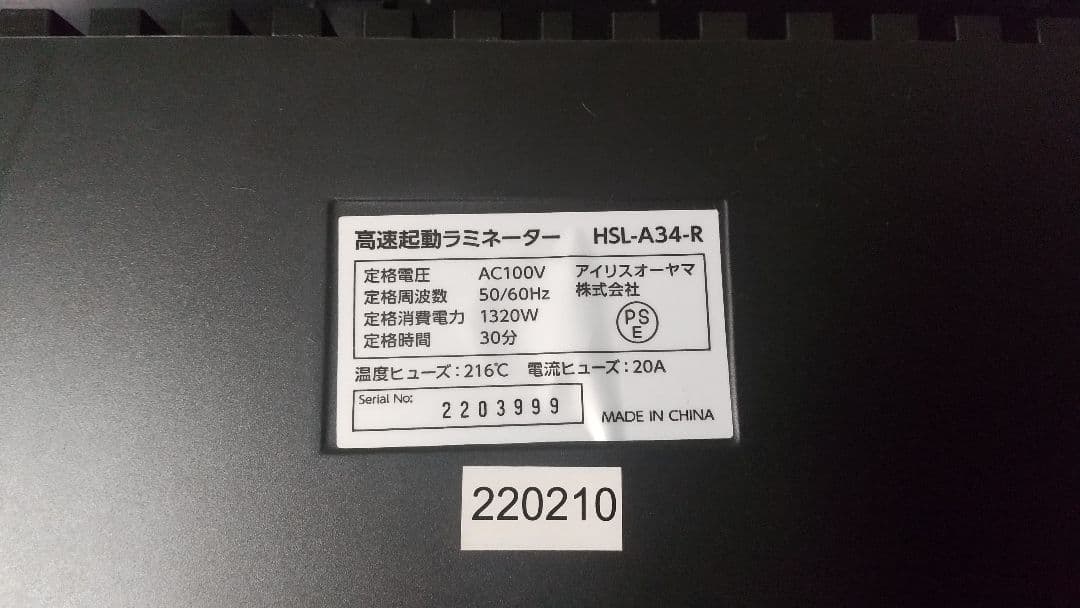 高速起動ラミネーター HSL-A34-R
定格電圧 AC100V
定格周波数 50/60Hz
定格消費電力 1320W
定格時間 30分
アイリスオーヤマ
株式会社
PS
E
温度ヒューズ:216℃ 電流ヒューズ:20A
Serial No: 2203999
MADE IN CHINA
220210